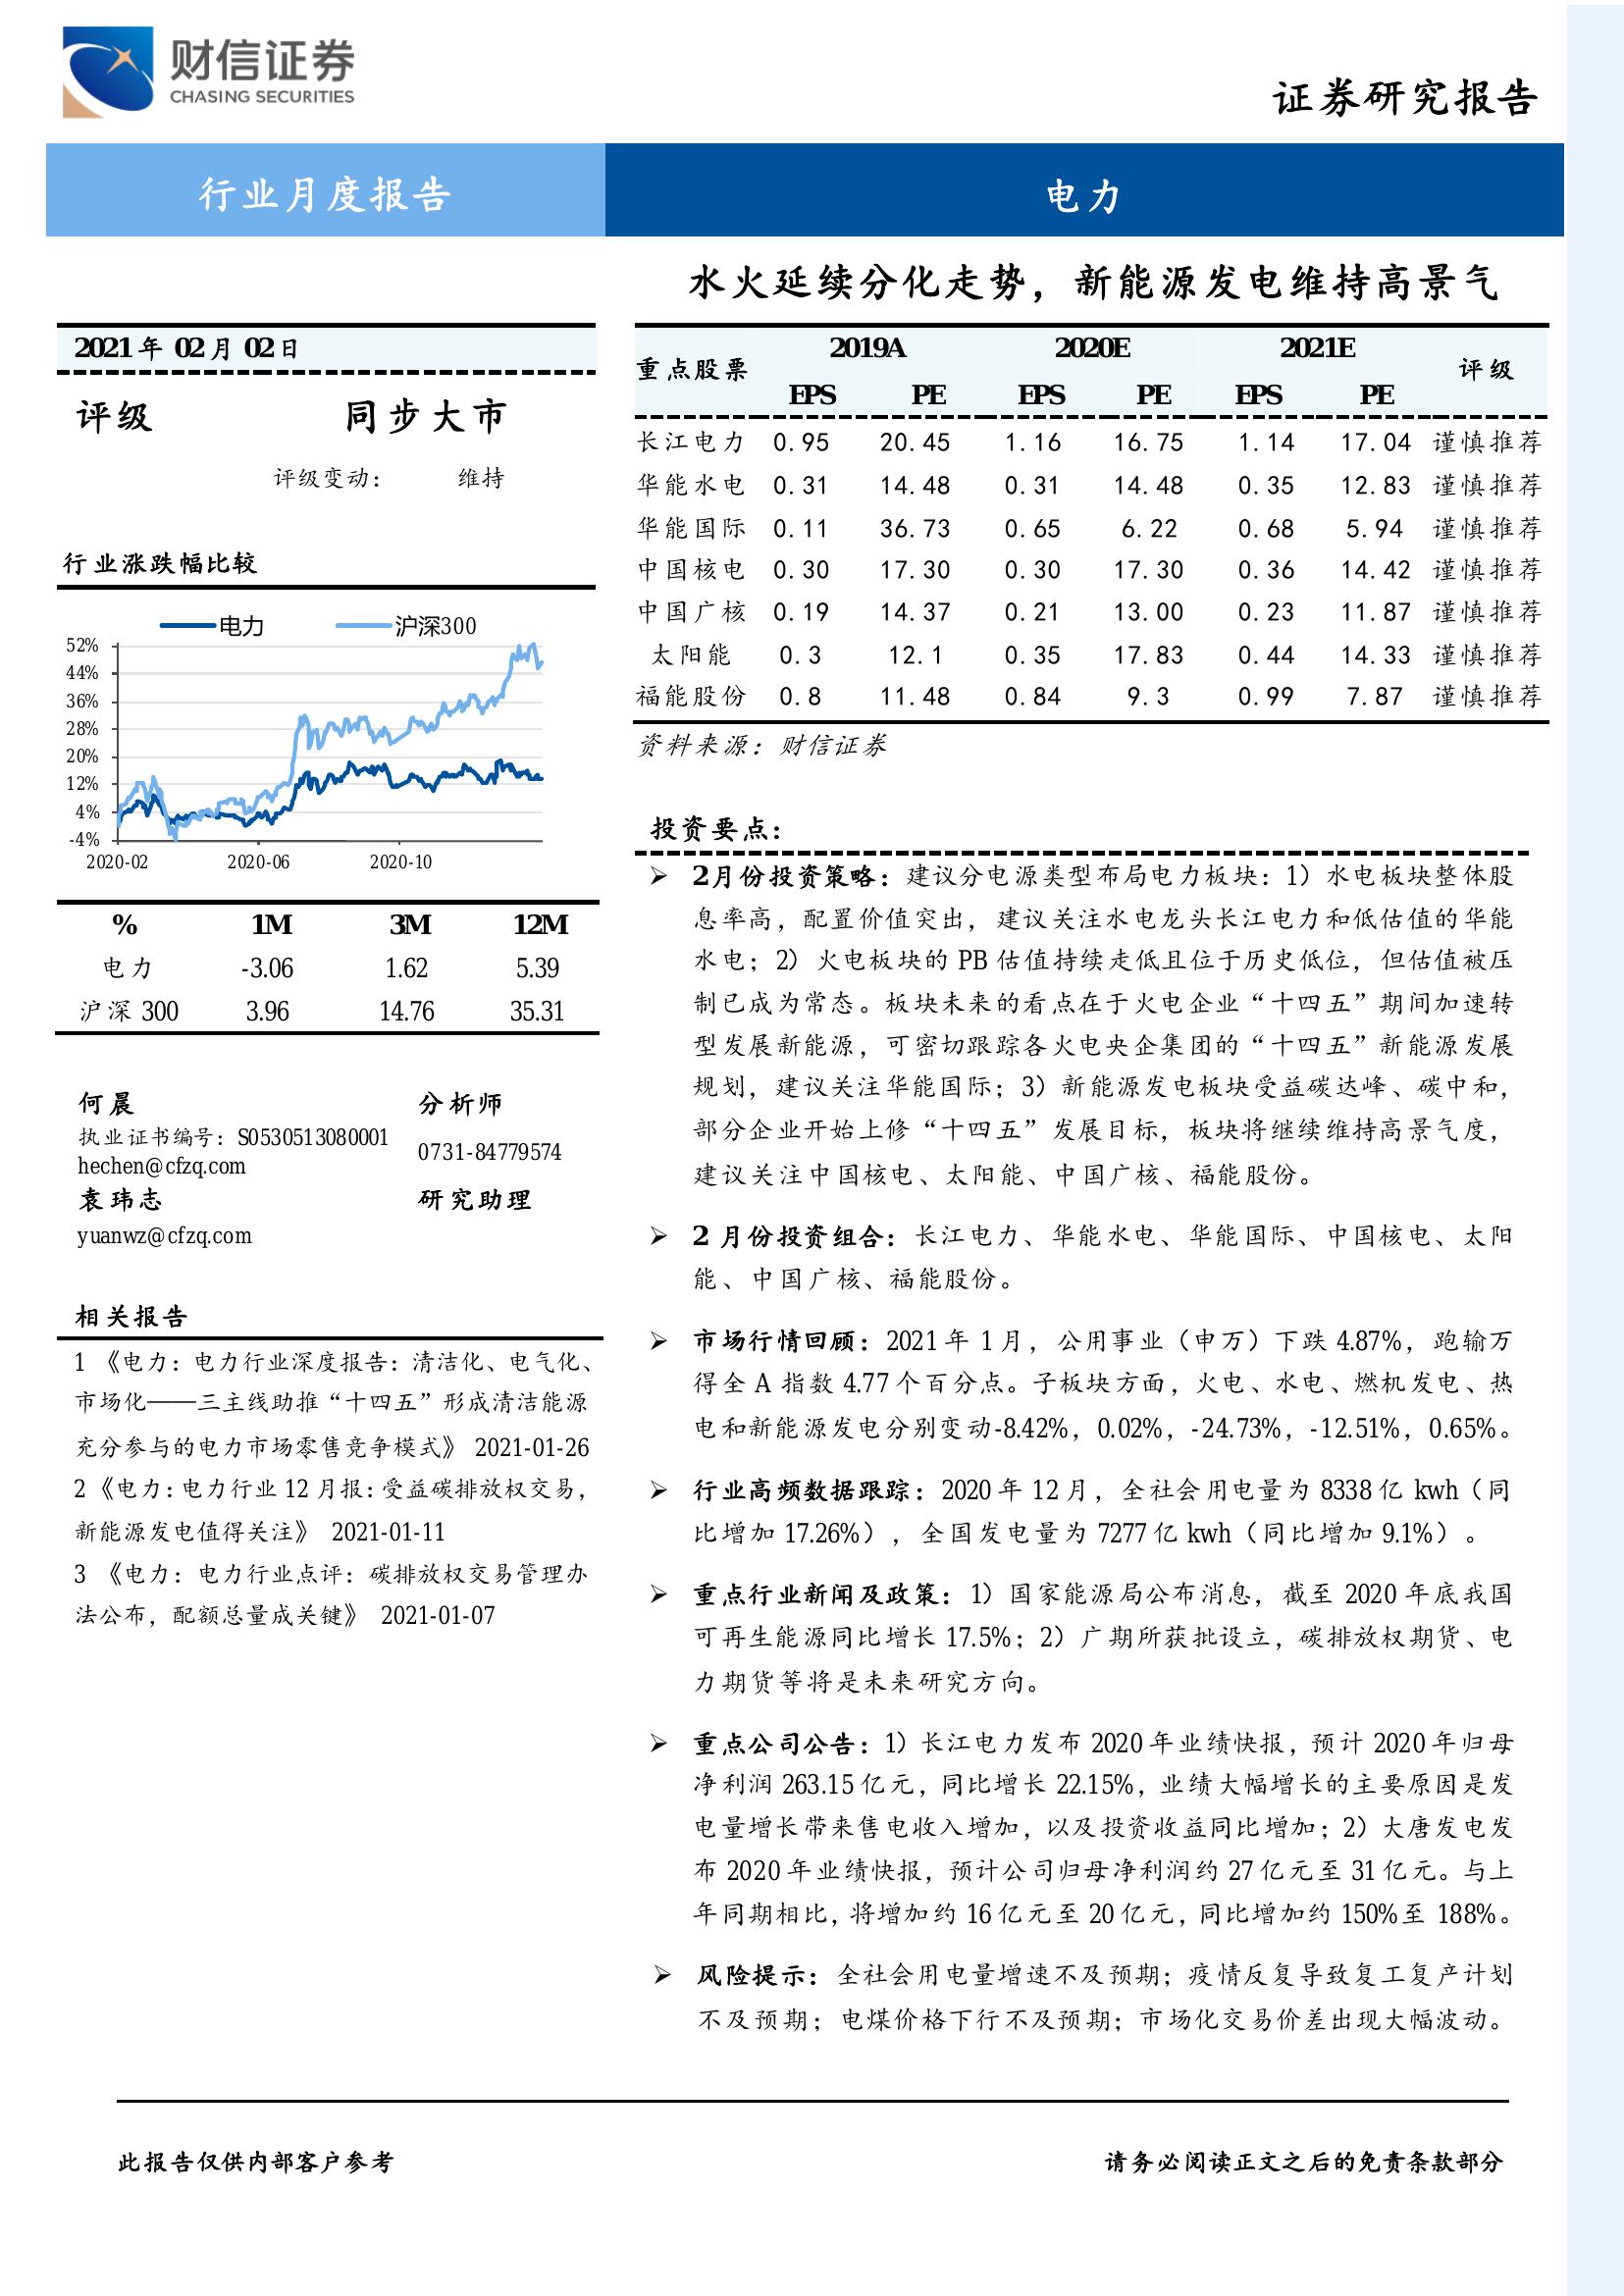 财信证券
CHASING SECURITIES
证券研究报告
行业月度报告
电力
水火延续分化走势，新能源发电维持高景气
2021 年 02 月 02 日
评级 同步大市
评级变动： 维持
行业涨跌幅比较
电力 沪深300
52%
44%
36%
28%
20%
12%
4%
-4%
2020-02 2020-06 2020-10
% 1M 3M 12M
电力 -3.06 1.62 5.39
沪深 300 3.96 14.76 35.31
何晨 分析师
执业证书编号：S0530513080001
0731-84779574
hechen@cfzq.com
袁玮志 研究助理
yuanwz@cfzq.com
相关报告
1 《电力：电力行业深度报告：清洁化、电气化、
市场化——三主线助推“十四五”形成清洁能源
充分参与的电力市场零售竞争模式》 2021-01-26
2 《电力：电力行业 12 月报：受益碳排放权交易，
新能源发电值得关注》 2021-01-11
3 《电力：电力行业点评：碳排放权交易管理办
法公布，配额总量成关键》 2021-01-07
重点股票 2019A 2020E 2021E 评级
EPS PE EPS PE EPS PE
长江电力 0.95 20.45 1.16 16.75 1.14 17.04 谨慎推荐
华能水电 0.31 14.48 0.31 14.48 0.35 12.83 谨慎推荐
华能国际 0.11 36.73 0.65 6.22 0.68 5.94 谨慎推荐
中国核电 0.30 17.30 0.30 17.30 0.36 14.42 谨慎推荐
中国广核 0.19 14.37 0.21 13.00 0.23 11.87 谨慎推荐
太阳能 0.3 12.1 0.35 17.83 0.44 14.33 谨慎推荐
福能股份 0.8 11.48 0.84 9.3 0.99 7.87 谨慎推荐
资料来源：财信证券
投资要点：
➢ 2月份投资策略：建议分电源类型布局电力板块：1）水电板块整体股
息率高，配置价值突出，建议关注水电龙头长江电力和低估值的华能
水电；2）火电板块的 PB 估值持续走低且位于历史低位，但估值被压
制已成为常态。板块未来的看点在于火电企业“十四五”期间加速转
型发展新能源，可密切跟踪各火电央企集团的“十四五”新能源发展
规划，建议关注华能国际；3）新能源发电板块受益碳达峰、碳中和，
部分企业开始上修“十四五”发展目标，板块将继续维持高景气度，
建议关注中国核电、太阳能、中国广核、福能股份。
➢ 2 月份投资组合：长江电力、华能水电、华能国际、中国核电、太阳
能、中国广核、福能股份。
➢ 市场行情回顾：2021 年 1 月，公用事业（申万）下跌 4.87%，跑输万
得全 A 指数 4.77 个百分点。子板块方面，火电、水电、燃机发电、热
电和新能源发电分别变动-8.42%，0.02%，-24.73%，-12.51%，0.65%。
➢ 行业高频数据跟踪：2020 年 12 月，全社会用电量为 8338 亿 kwh（同
比增加 17.26%），全国发电量为 7277 亿 kwh（同比增加 9.1%）。
➢ 重点行业新闻及政策：1）国家能源局公布消息，截至 2020 年底我国
可再生能源同比增长 17.5%；2）广期所获批设立，碳排放权期货、电
力期货等将是未来研究方向。
➢ 重点公司公告：1）长江电力发布 2020 年业绩快报，预计 2020 年归母
净利润 263.15 亿元，同比增长 22.15%，业绩大幅增长的主要原因是发
电量增长带来售电收入增加，以及投资收益同比增加；2）大唐发电发
布 2020 年业绩快报，预计公司归母净利润约 27 亿元至 31 亿元。与上
年同期相比，将增加约 16 亿元至 20 亿元，同比增加约 150%至 188%。
➢ 风险提示：全社会用电量增速不及预期；疫情反复导致复工复产计划
不及预期；电煤价格下行不及预期；市场化交易价差出现大幅波动。
此报告仅供内部客户参考
请务必阅读正文之后的免责条款部分